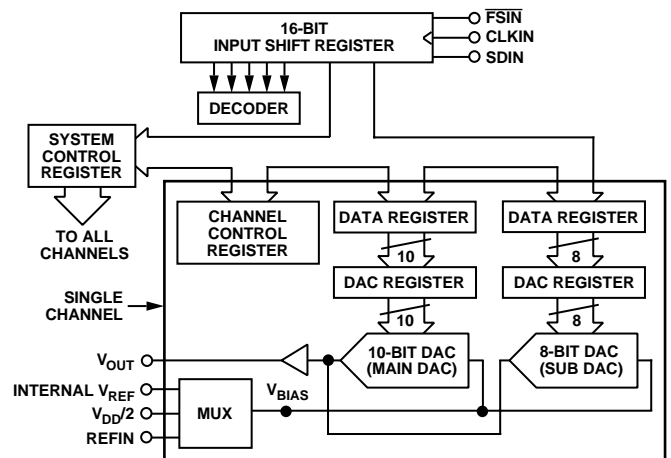 16-BIT
INPUT SHIFT REGISTER
FSIN
CLKIN
SDIN
DECODER
SYSTEM
CONTROL
REGISTER
TO ALL
CHANNELS
CHANNEL
CONTROL
REGISTER
DATA REGISTER
DATA REGISTER
10
8
DAC REGISTER
DAC REGISTER
10
8
SINGLE
CHANNEL
10-BIT DAC
(MAIN DAC)
8-BIT DAC
(SUB DAC)
VOUT
INTERNAL VREF
VDD/2
REFIN
MUX
VBIAS